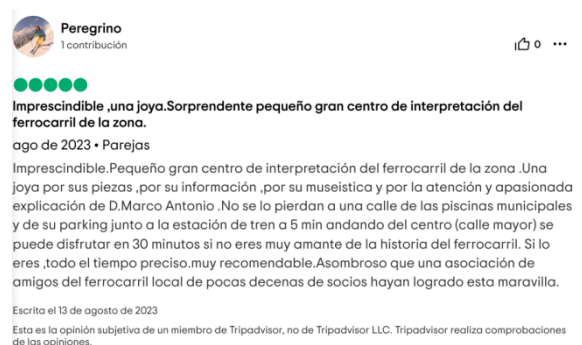 Peregrino
1 contribución
0
Imprescindible ,una joya.Sorprendente pequeño gran centro de interpretación del
ferrocarril de la zona.
ago de 2023 • Parejas
Imprescindible.Pequeño gran centro de interpretación del ferrocarril de la zona .Una
joya por sus piezas ,por su información ,por su museistica y por la atención y apasionada
explicación de D.Marco Antonio .No se lo pierdan a una calle de las piscinas municipales
y de su parking junto a la estación de tren a 5 min andando del centro (calle mayor) se
puede disfrutar en 30 minutos si no eres muy amante de la historia del ferrocarril. Si lo
eres ,todo el tiempo preciso.muy recomendable.Asombroso que una asociación de
amigos del ferrocarril local de pocas decenas de socios hayan logrado esta maravilla.
Escrita el 13 de agosto de 2023
Esta es la opinión subjetiva de un miembro de Tripadvisor, no de Tripadvisor LLC. Tripadvisor realiza comprobaciones
de las opiniones.